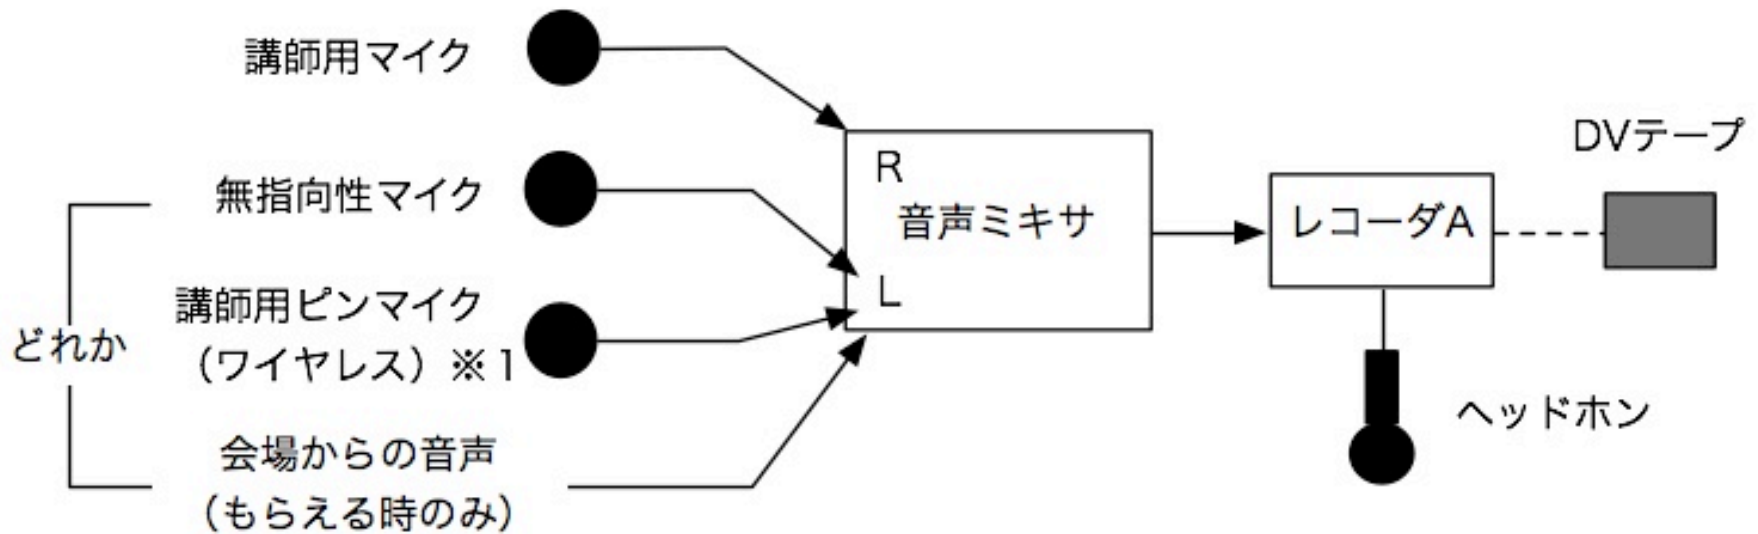 講師用マイク
無指向性マイク
どれか
講師用ピンマイク
（ワイヤレス）※1
会場からの音声
（もらえる時のみ）
R
音声ミキサ
L
レコーダA
DVテープ
ヘッドホン